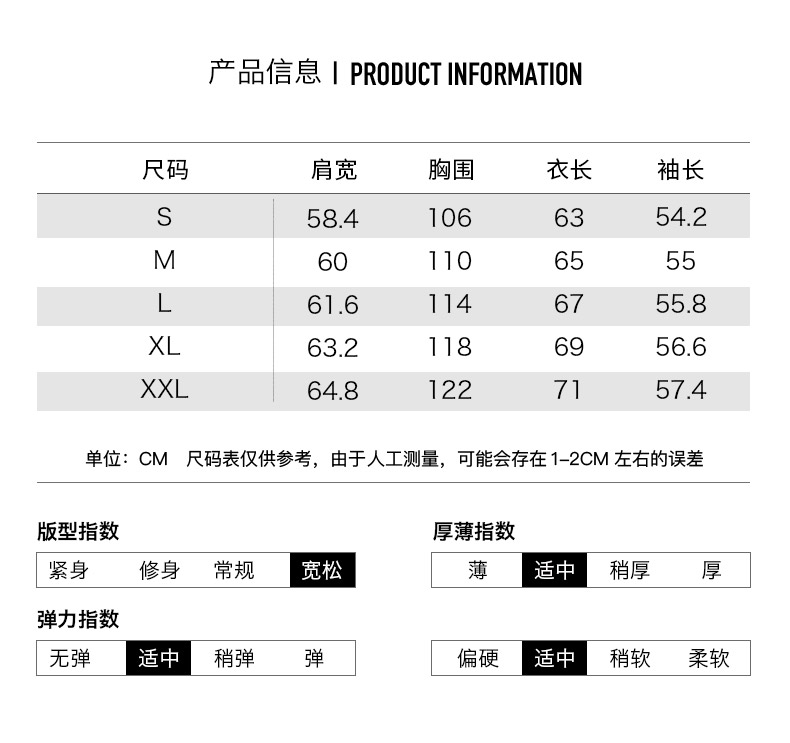 产品信息 | PRODUCT INFORMATION
尺码 肩宽 胸围 衣长 袖长
S 58.4 106 63 54.2
M 60 110 65 55
L 61.6 114 67 55.8
XL 63.2 118 69 56.6
XXL 64.8 122 71 57.4
单位：CM 尺码表仅供参考，由于人工测量，可能会存在1-2CM 左右的误差
版型指数
紧身 修身 常规 宽松
厚薄指数
薄 适中 稍厚 厚
弹力指数
无弹 适中 稍弹 弹
偏硬 适中 稍软 柔软